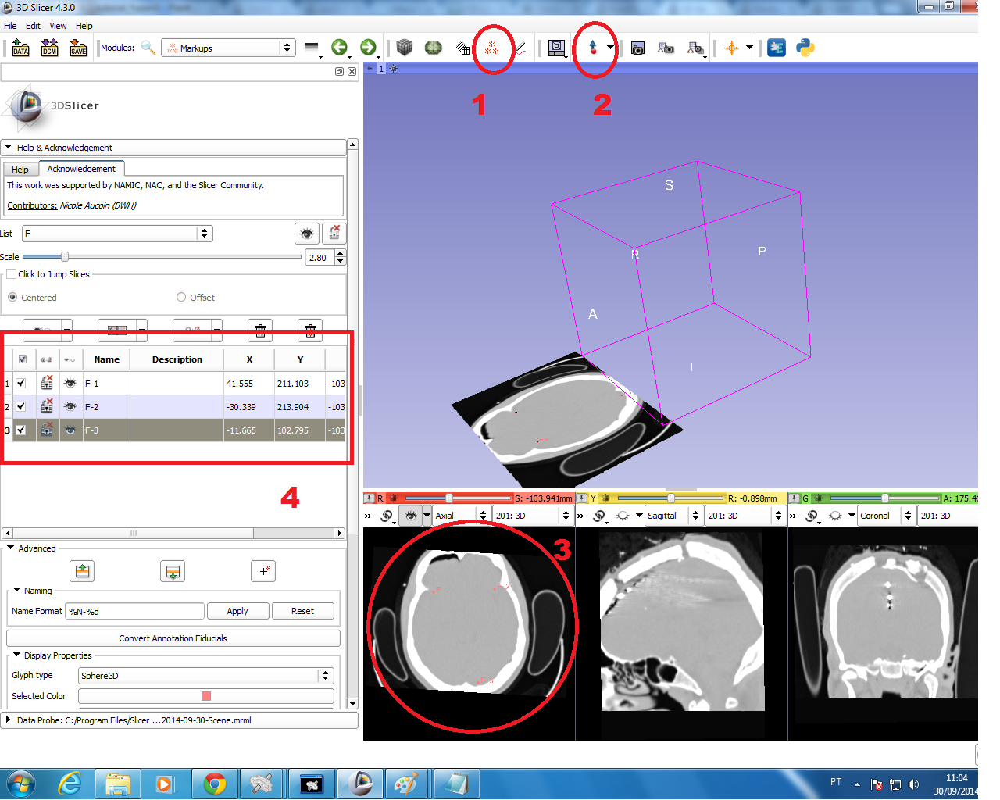 3D Slicer 4.3.0
File Edit View Help
DATA DCM SAVE Modules: Markups
1
2
1
3DSlicer
Help & Acknowledgement
Help Acknowledgement
This work was supported by NAMIC, NAC, and the Slicer Community.
Contributors: Nicole Aucoin (BWH)
List F
Scale 2.80
Click to Jump Slices
Centered Offset
Name Description X Y
1 F-1 41.555 211.103 -103
2 F-2 -30.339 213.904 -103
3 F-3 -11.665 102.795 -103
4
Advanced
Naming
Name Format %N-%d Apply Reset
Convert Annotation Fiducials
Display Properties
Glyph type Sphere3D
Selected Color
Data Probe: C:/Program Files/Slicer ...2014-09-30-Scene.mrml
S
R
P
A
I
R S: -103.941mm Y R: -0.898mm G A: 175.46
Axial 201: 3D Sagittal 201: 3D Coronal 201: 3D
3
PT
11:04
30/09/2014